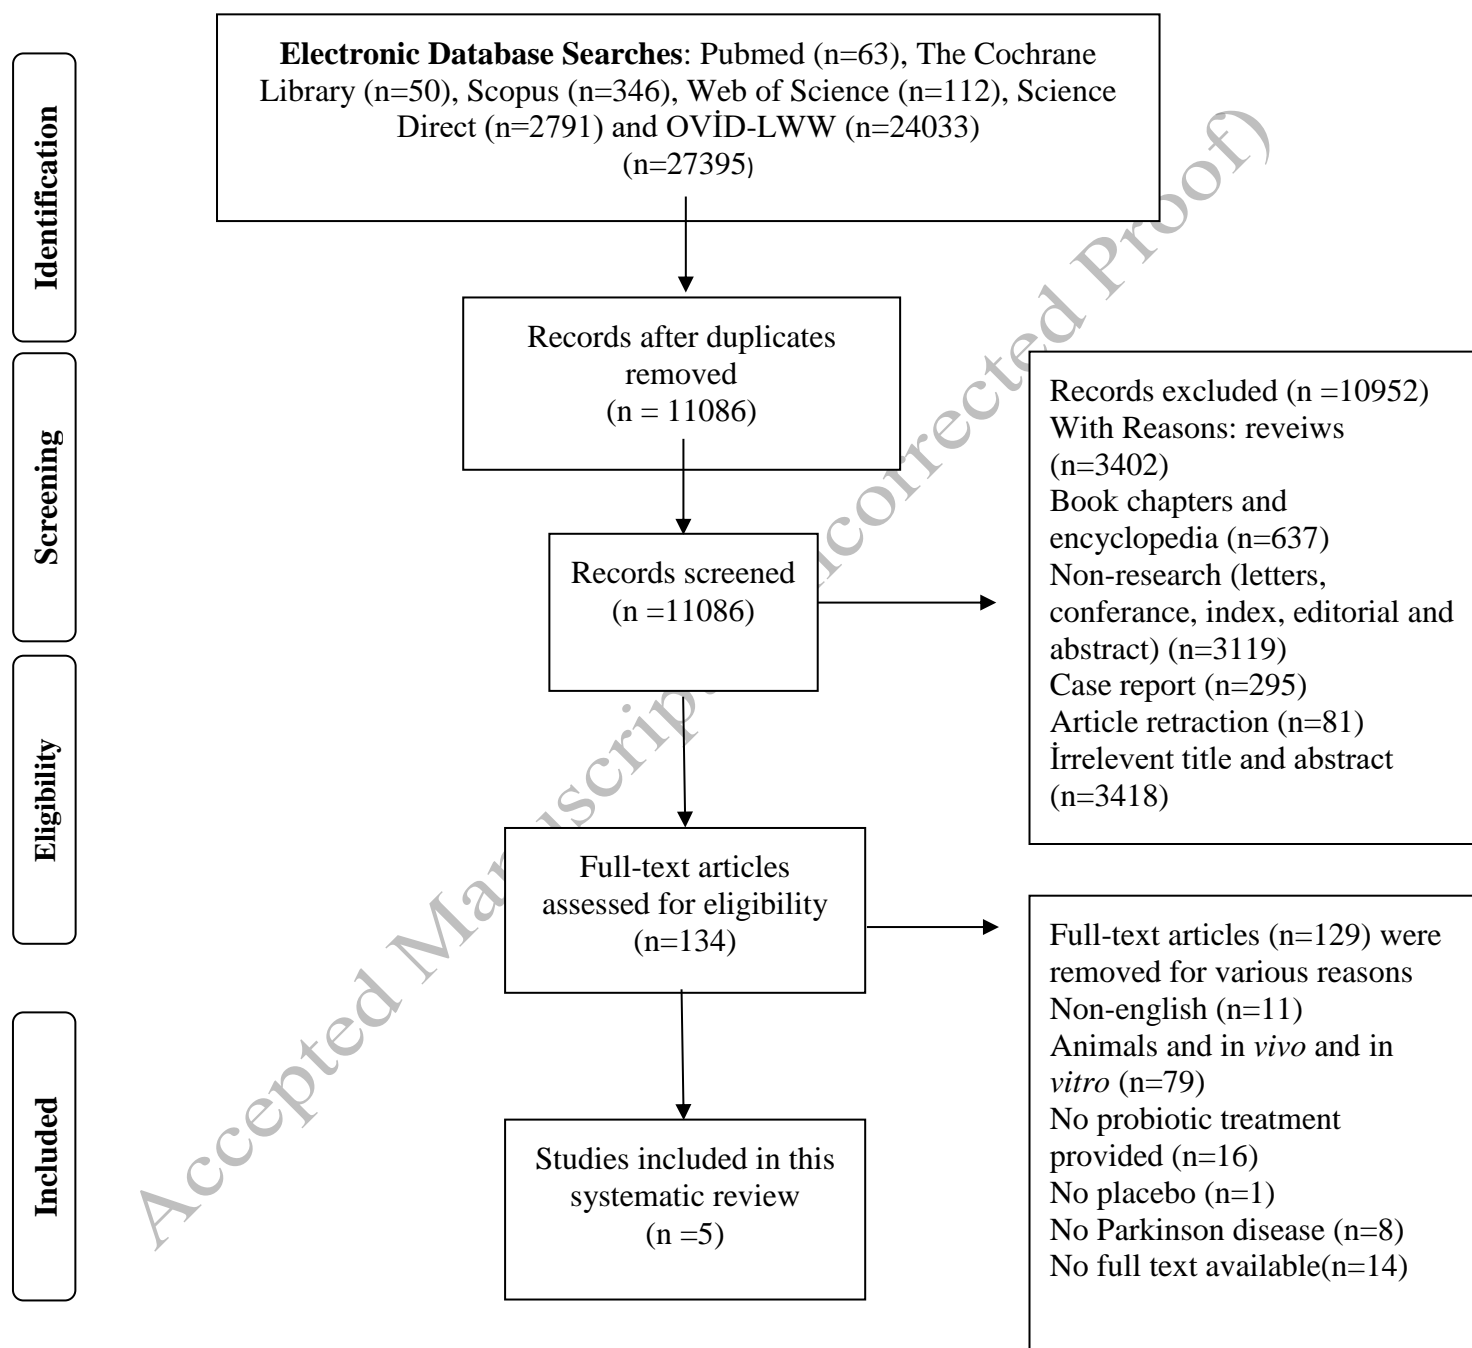 Identification
Electronic Database Searches: Pubmed (n=63), The Cochrane
Library (n=50), Scopus (n=346), Web of Science (n=112), Science
Direct (n=2791) and OVİD-LWW (n=24033)
(n=27395)
Records after duplicates
removed
(n = 11086)
Screening
Records screened
(n =11086)
Records excluded (n =10952)
With Reasons: reveiws
(n=3402)
Book chapters and
encyclopedia (n=637)
Non-research (letters,
conferance, index, editorial and
abstract) (n=3119)
Case report (n=295)
Article retraction (n=81)
İrrelevent title and abstract
(n=3418)
Eligibility
Full-text articles
assessed for eligibility
(n=134)
Full-text articles (n=129) were
removed for various reasons
Non-english (n=11)
Animals and in vivo and in
vitro (n=79)
No probiotic treatment
provided (n=16)
No placebo (n=1)
No Parkinson disease (n=8)
No full text available(n=14)
Included
Studies included in this
systematic review
(n =5)
Accepted Manuscript corrected Proof)